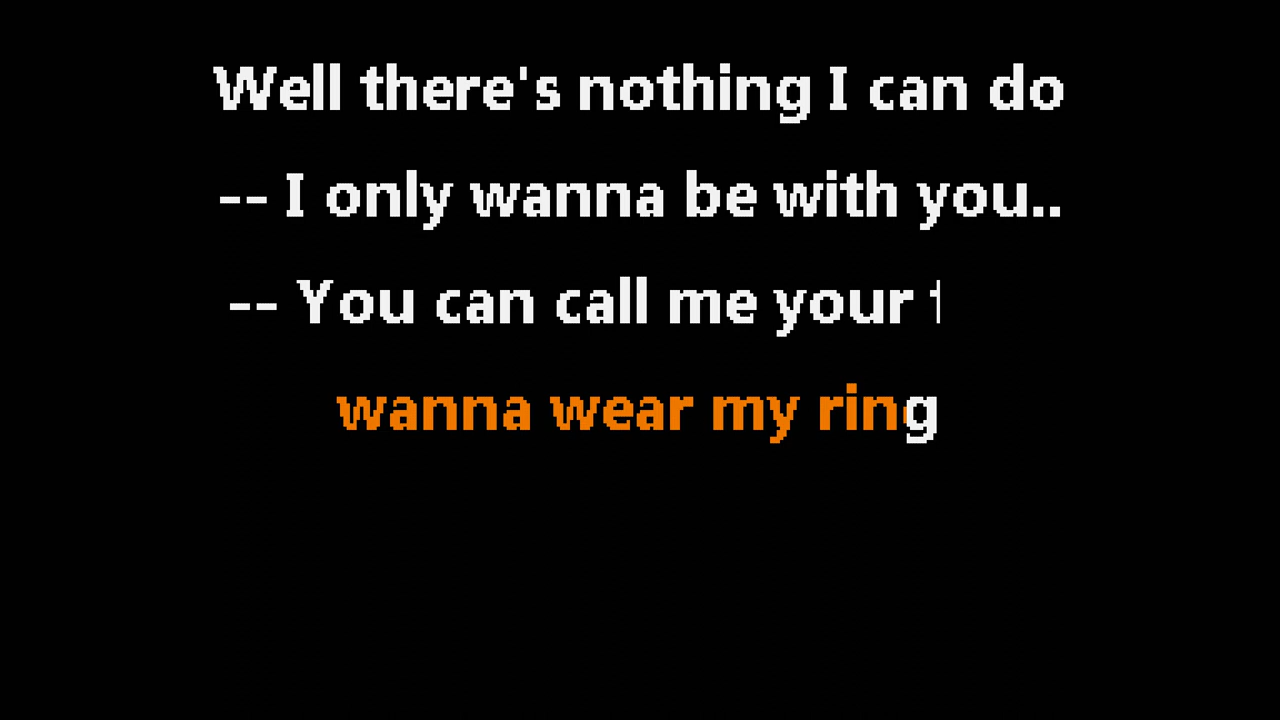 Well there's nothing I can do
-- I only wanna be with you..
-- You can call me your
wanna wear my ring